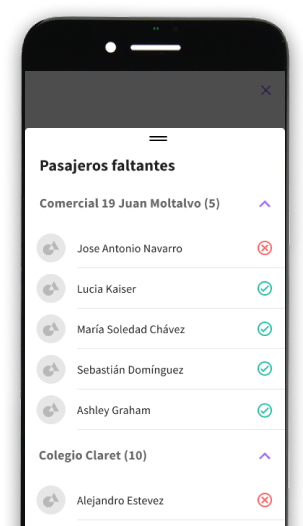 Pasajeros faltantes
Comercial 19 Juan Moltalvo (5)
Jose Antonio Navarro
Lucia Kaiser
María Soledad Chávez
Sebastián Domínguez
Ashley Graham
Colegio Claret (10)
Alejandro Estevez